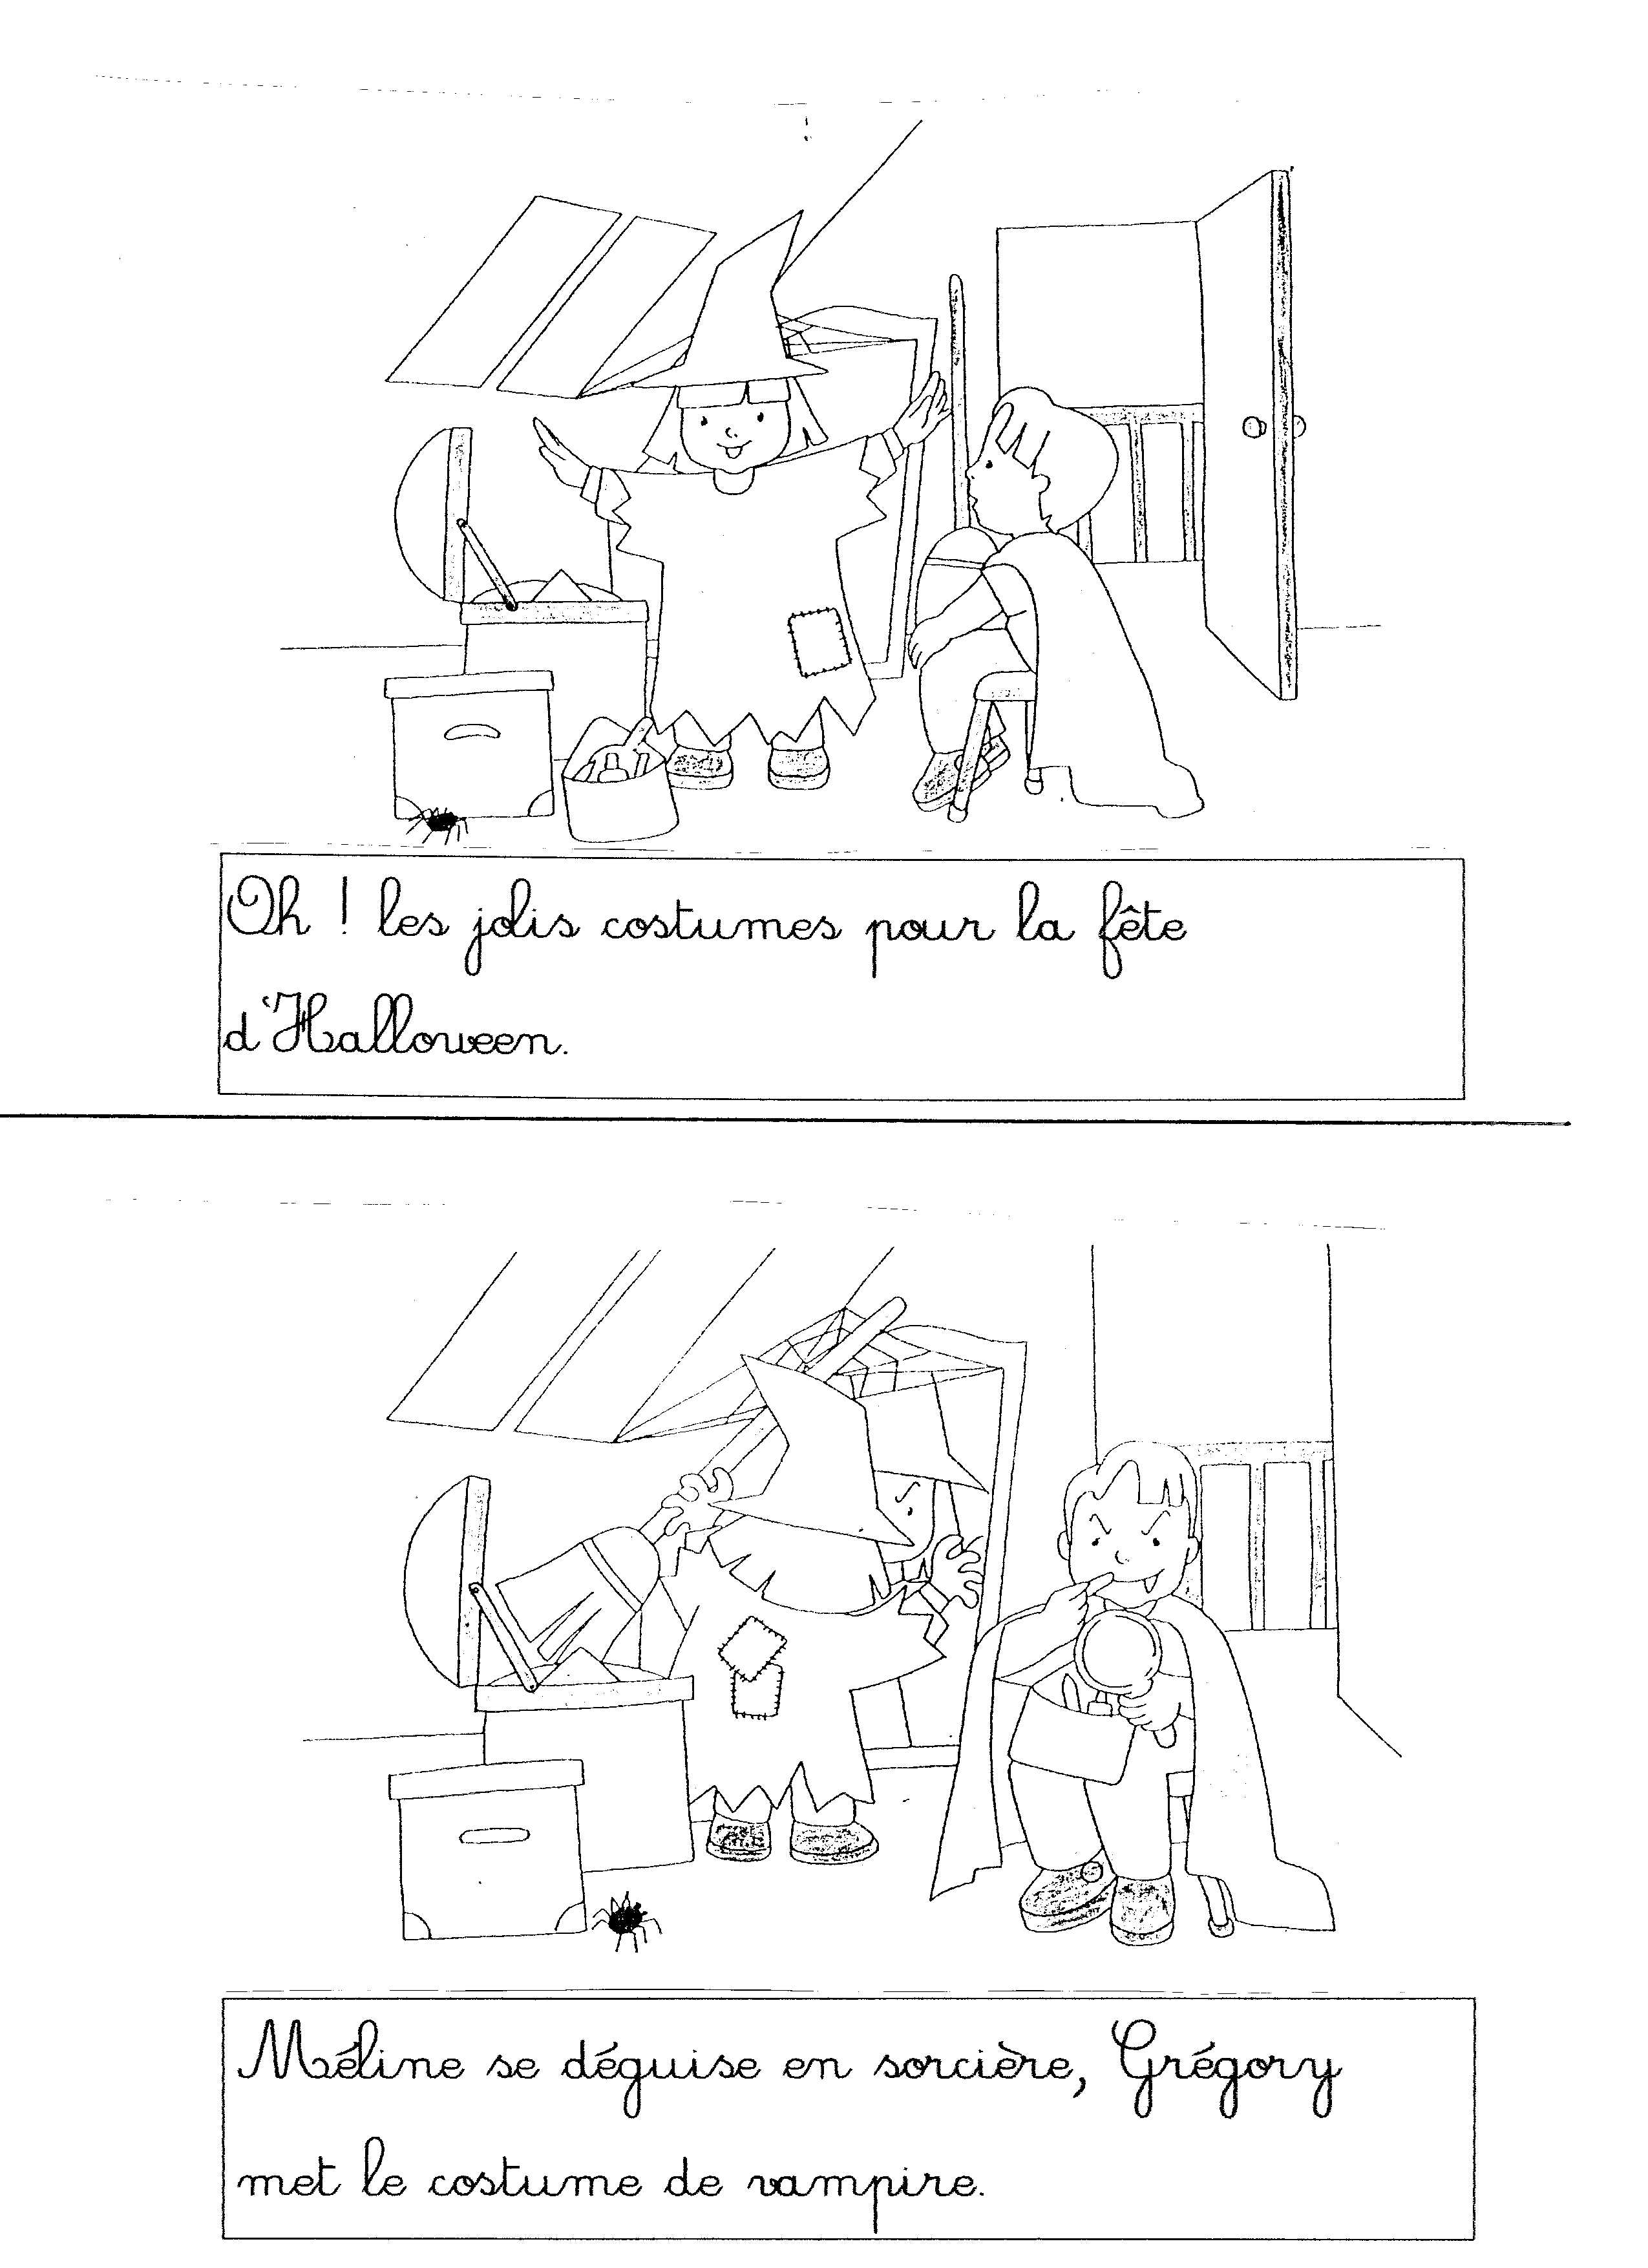 Oh ! les jolis costumes pour la fête
d'Halloween.
Méline se déguise en sorcière, Grégory
met le costume de vampire.